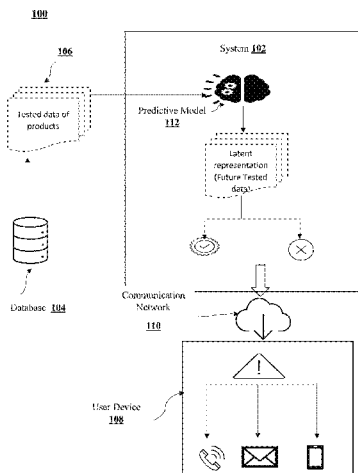 100
106
System 102
Tested data of
products
Predictive Model
112
Latent
representation
(Future Tested
data)
Database 104
Communication
Network
110
User Device
108